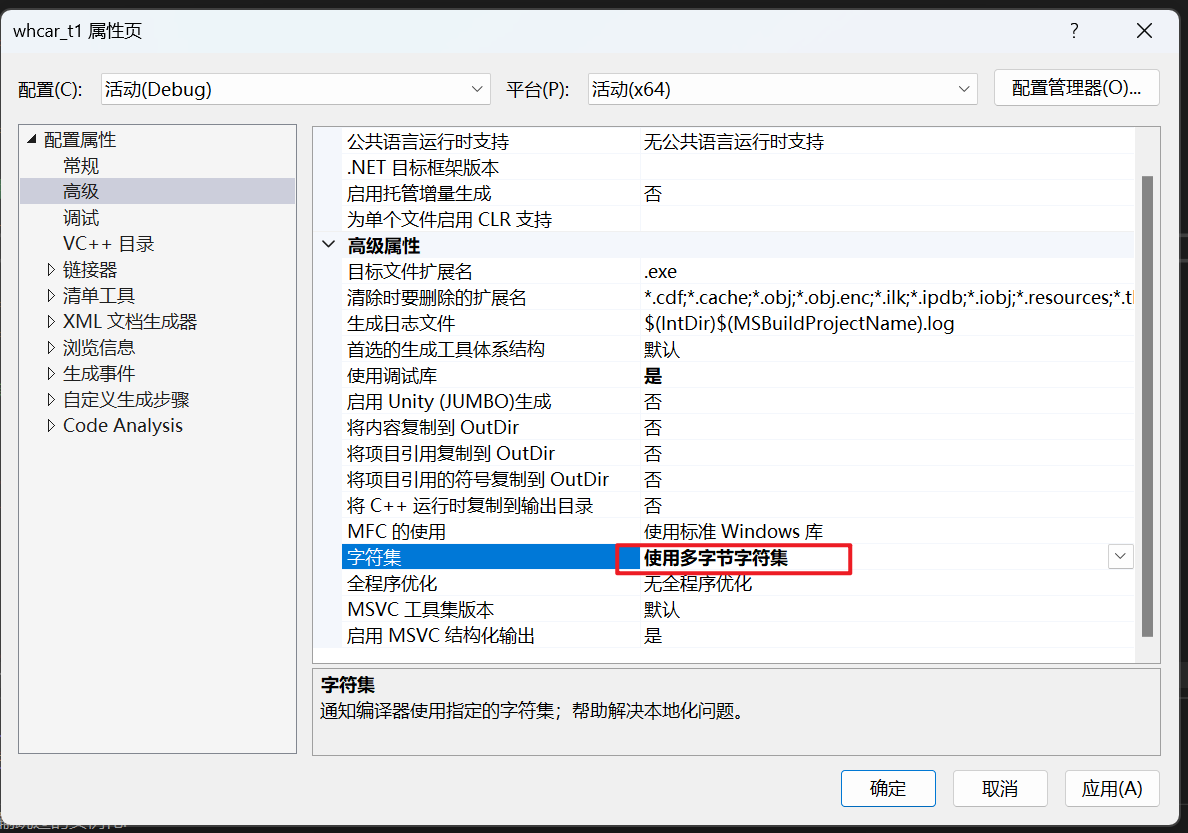 whcar_t1 属性页
?
配置(C):
活动(Debug)
平台(P):
活动(x64)
配置管理器(O)...
配置属性
常规
高级
调试
VC++ 目录
链接器
清单工具
XML 文档生成器
浏览信息
生成事件
自定义生成步骤
Code Analysis
公共语言运行时支持 无公共语言运行时支持
.NET 目标框架版本
启用托管增量生成 否
为单个文件启用 CLR 支持
高级属性
目标文件扩展名 .exe
清除时要删除的扩展名 *.cdf;*.cache;*.obj;*.obj.enc;*.ilk;*.ipdb;*.iobj;*.resources;*.tl
生成日志文件 $(IntDir)$(MSBuildProjectName).log
首选的生成工具体系结构 默认
使用调试库 是
启用 Unity (JUMBO)生成 否
将内容复制到 OutDir 否
将项目引用复制到 OutDir 否
将项目引用的符号复制到 OutDir 否
将 C++ 运行时复制到输出目录 否
MFC 的使用 使用标准 Windows 库
字符集 使用多字节字符集
全程序优化 无全程序优化
MSVC 工具集版本 默认
启用 MSVC 结构化输出 是
字符集
通知编译器使用指定的字符集；帮助解决本地化问题。
确定
取消
应用(A)